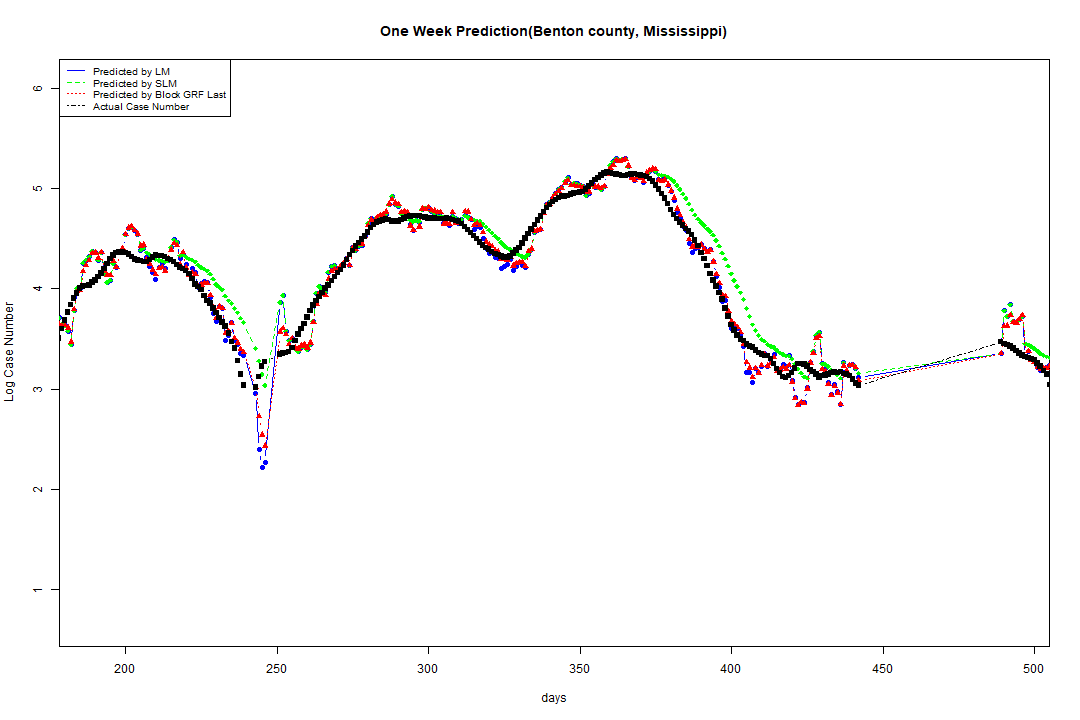 One Week Prediction(Benton county, Mississippi)
Predicted by LM
Predicted by SLM
Predicted by Block GRF Last
Actual Case Number
6
5
4
3
2
1
Log Case Number
200 250 300 350 400 450 500
days